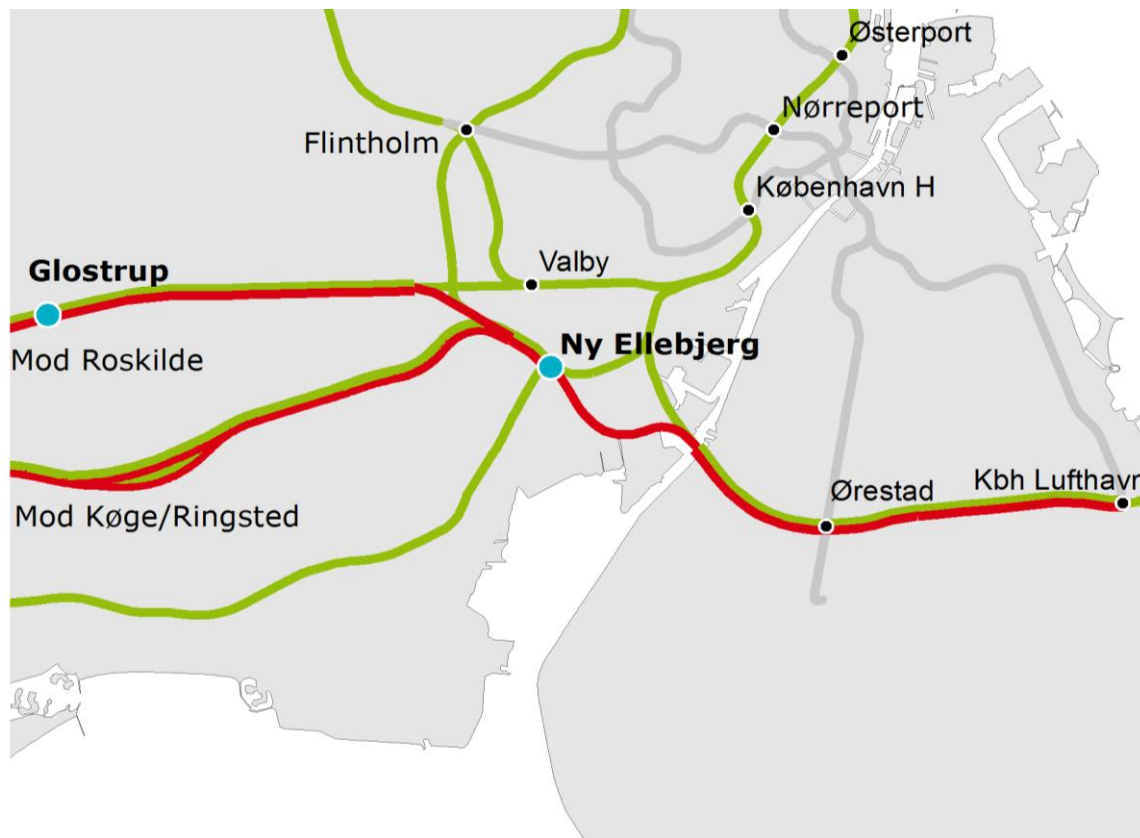 Østerport
Nørreport
Flintholm
København H
Valby
Glostrup
Ny Ellebjerg
Mod Roskilde
Kbh Lufthavn
Ørestad
Mod Køge/Ringsted